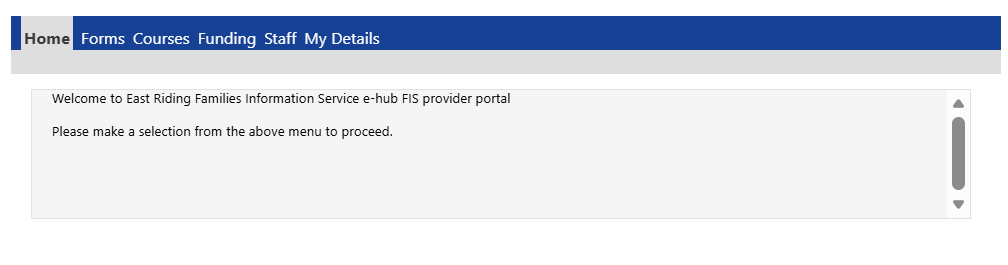 Home Forms Courses Funding Staff My Details
Welcome to East Riding Families Information Service e-hub FIS provider portal
Please make a selection from the above menu to proceed.